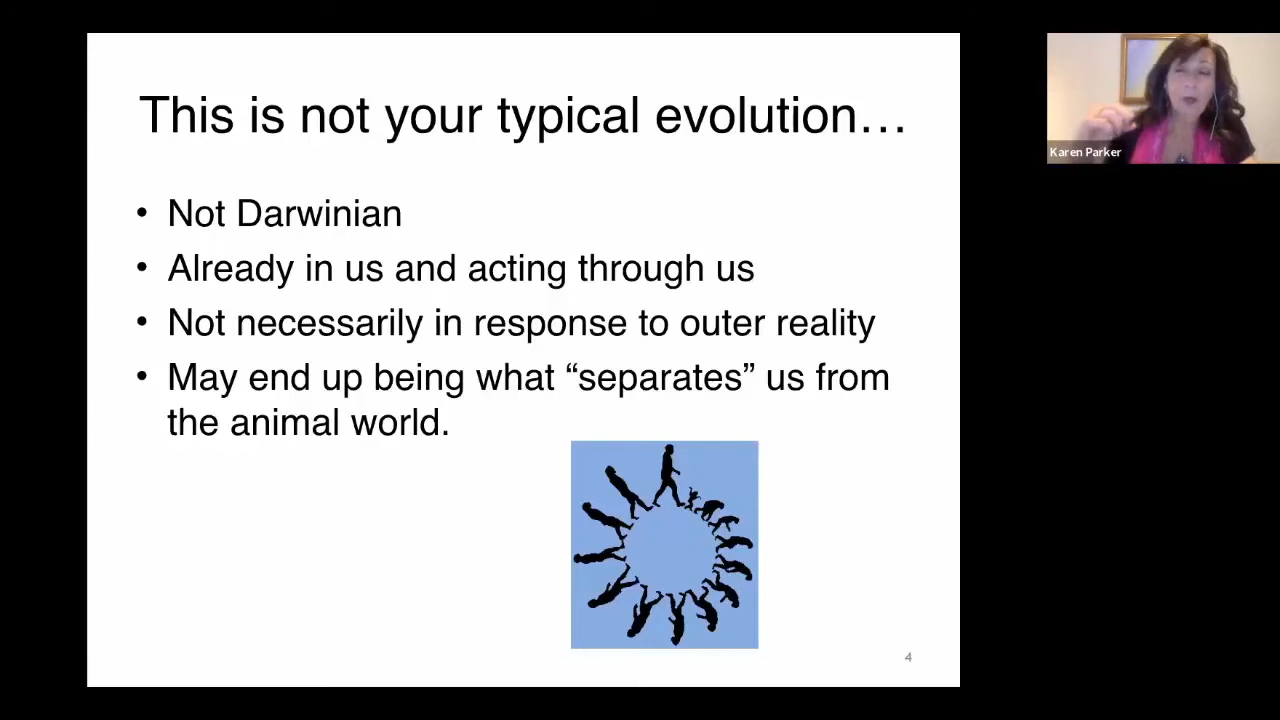 This is not your typical evolution…
• Not Darwinian
• Already in us and acting through us
• Not necessarily in response to outer reality
• May end up being what “separates” us from
the animal world.
4
Karen Parker